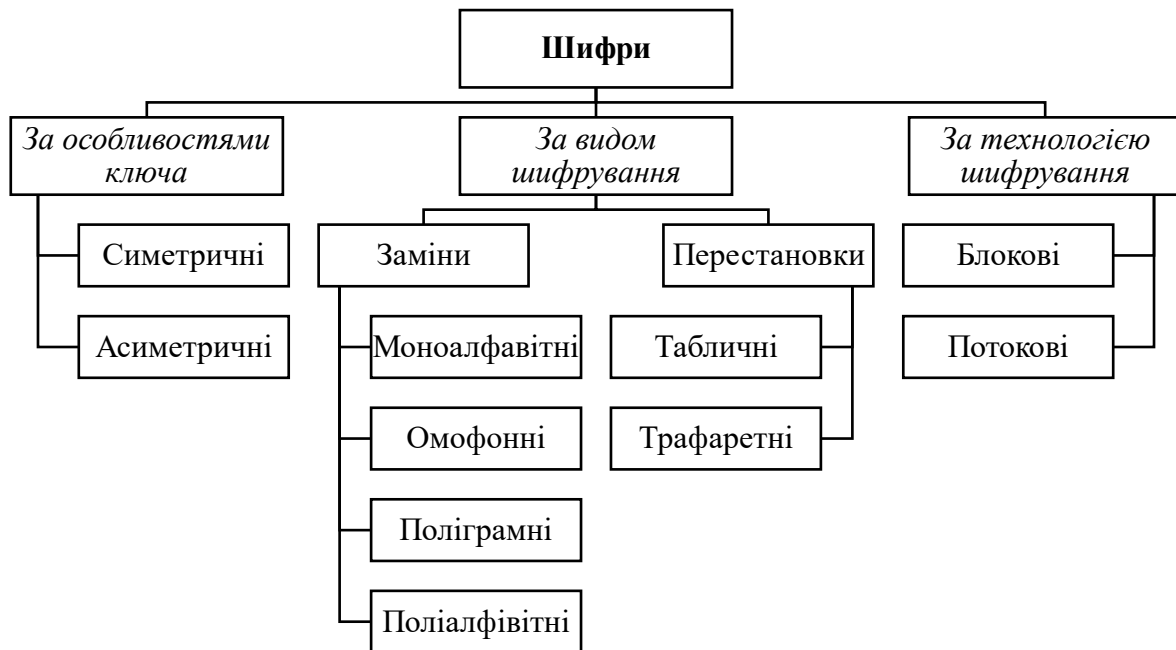 Шифри
За особливостями
ключа
За видом
шифрування
За технологією
шифрування
Симетричні
Заміни
Перестановки
Блокові
Асиметричні
Моноалфавітні
Табличні
Потокові
Омофонні
Трафаретні
Поліграмні
Поліалфівітні